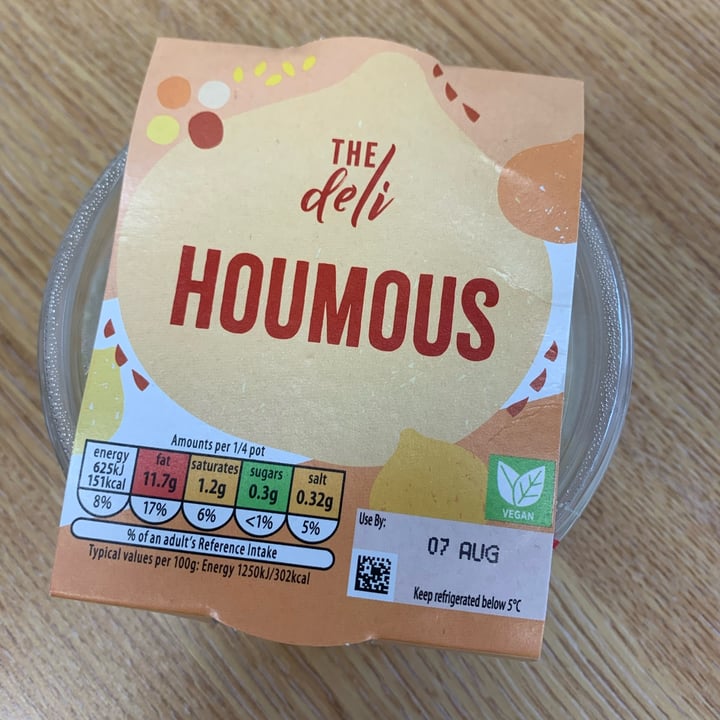 THE
deli
HOUMOUS
Amounts per 1/4 pot
energy
625kJ
151kcal
8%
fat
11.7g
17%
saturates
1.2g
6%
sugars
0.3g
<1%
salt
0.32g
5%
% of an adult's Reference Intake
Typical values per 100g: Energy 1250kJ/302kcal
VEGAN
Use By:
07 AUG
Keep refrigerated below 5°C